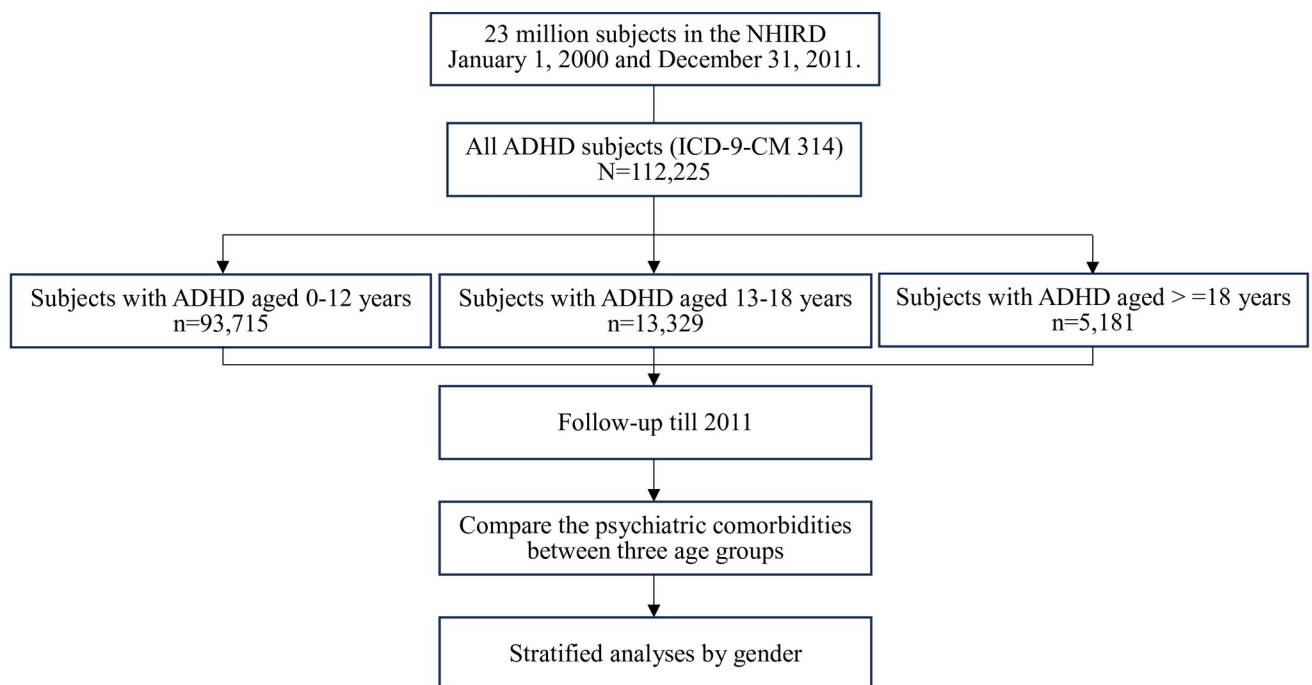 23 million subjects in the NHIRD
January 1, 2000 and December 31, 2011.
All ADHD subjects (ICD-9-CM 314)
N=112,225
Subjects with ADHD aged 0-12 years
n=93,715
Subjects with ADHD aged 13-18 years
n=13,329
Subjects with ADHD aged > =18 years
n=5,181
Follow-up till 2011
Compare the psychiatric comorbidities
between three age groups
Stratified analyses by gender